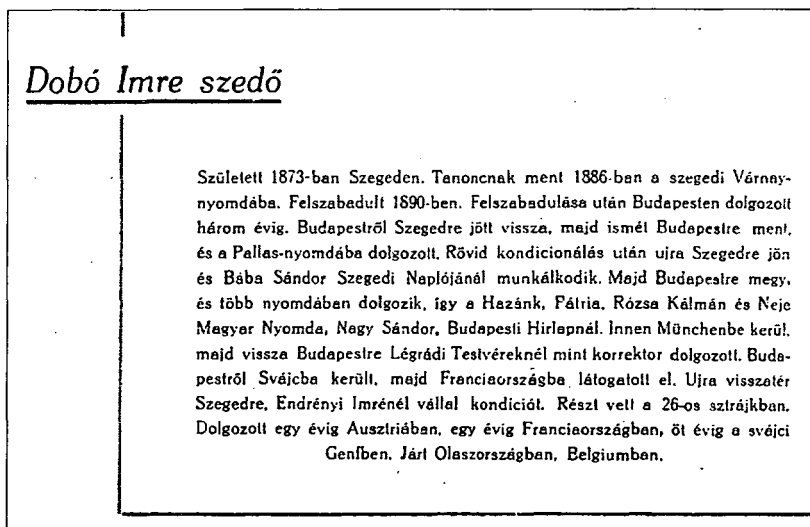 Dobó Imre szedő
Született 1873-ban Szegeden. Tanoncnak ment 1886-ban a szegedi Várnay-
nyomdába. Felszabadult 1890-ben. Felszabadulása után Budapesten dolgozott
három évig. Budapestről Szegedre jött vissza, majd ismét Budapestre ment,
és a Pallas-nyomdába dolgozott. Rövid kondicionálás után ujra Szegedre jön
és Bába Sándor Szegedi Naplójánál munkálkodik. Majd Budapestre megy,
és több nyomdában dolgozik, így a Hazánk, Pátria, Rózsa Kálmán és Neje
Magyar Nyomda, Nagy Sándor, Budapesti Hirlapnál. Innen Münchenbe kerül,
majd vissza Budapestre Légrádi Testvéreknél mint korrektor dolgozott. Buda-
pestről Svájcba került, majd Franciaországba látogatott el. Ujra visszatér
Szegedre, Endrényi Imrénél vállal kondiciót. Részt vett a 26-os sztrájkban.
Dolgozott egy évig Ausztriában, egy évig Franciaországban, öt évig a svájci
Genfben. Járt Olaszországban, Belgiumban.